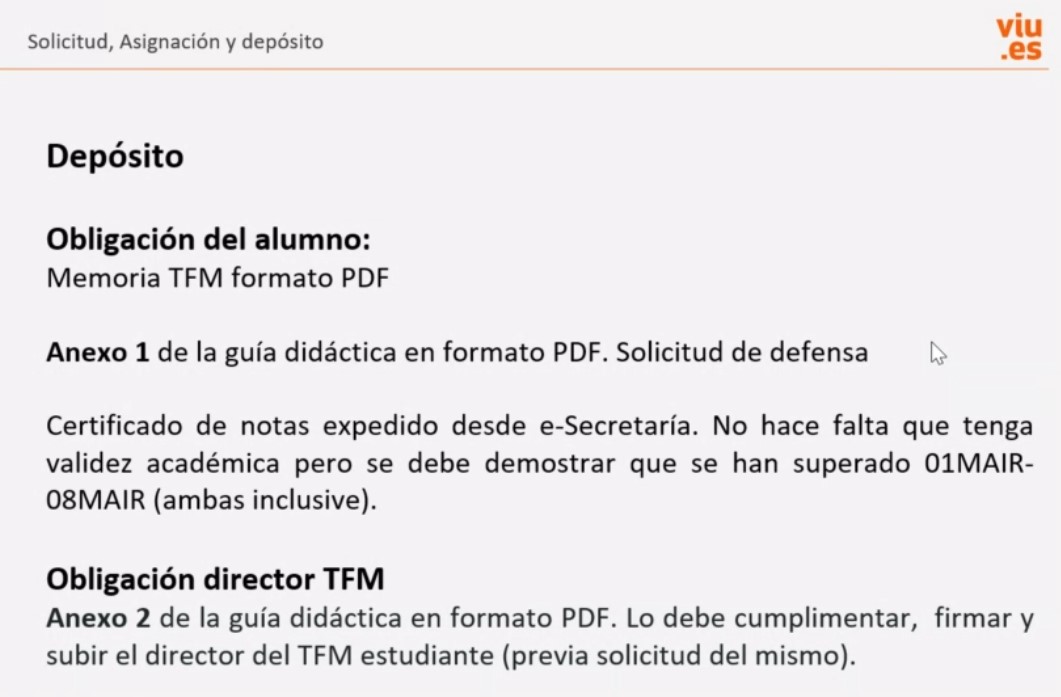 Solicitud, Asignación y depósito
viu
.es
Depósito
Obligación del alumno:
Memoria TFM formato PDF
Anexo 1 de la guía didáctica en formato PDF. Solicitud de defensa
Certificado de notas expedido desde e-Secretaría. No hace falta que tenga
validez académica pero se debe demostrar que se han superado 01MAIR-
08MAIR (ambas inclusive).
Obligación director TFM
Anexo 2 de la guía didáctica en formato PDF. Lo debe cumplimentar, firmar y
subir el director del TFM estudiante (previa solicitud del mismo).